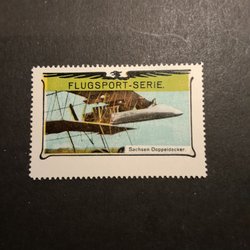 FLUGSPORT-SERIE.
Sachsen Doppeldecker.